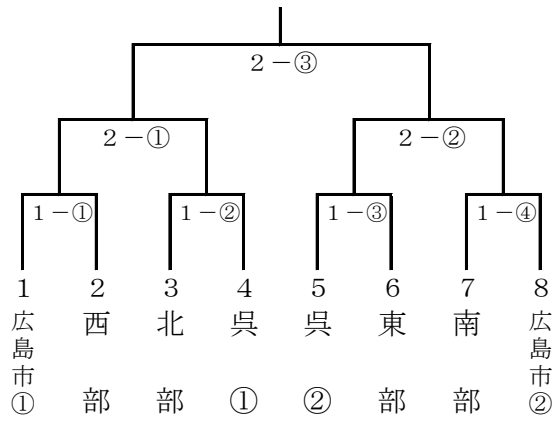 2－③
2－① 2－②
1－① 1－② 1－③ 1－④
1 2 3 4 5 6 7 8
広島市①
西部
北部
呉①
呉②
東部
南部
広島市②